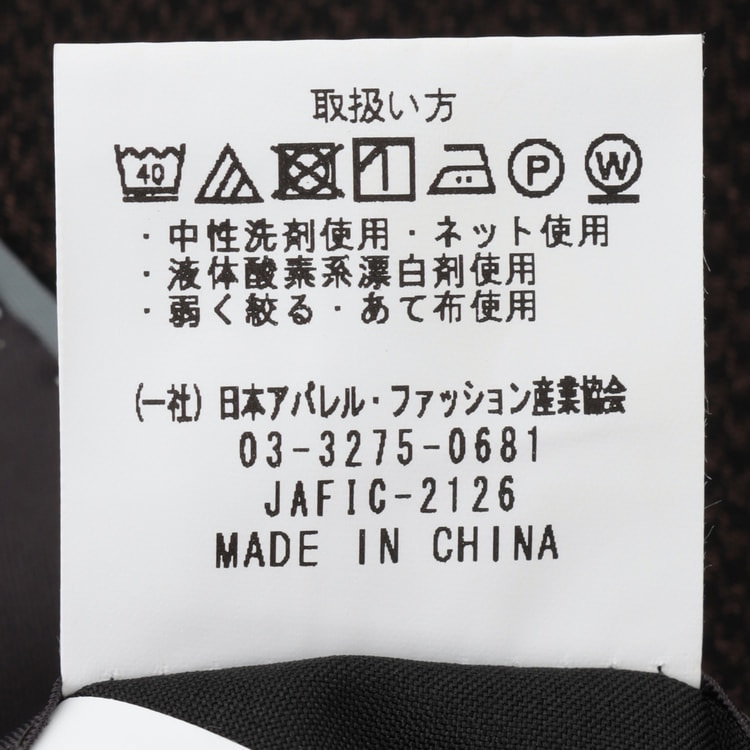 取扱い方
40 P W
・中性洗剤使用・ネット使用
・液体酸素系漂白剤使用
・弱く絞る・あて布使用
(一社)日本アパレル・ファッション産業協会
03-3275-0681
JAFIC-2126
MADE IN CHINA